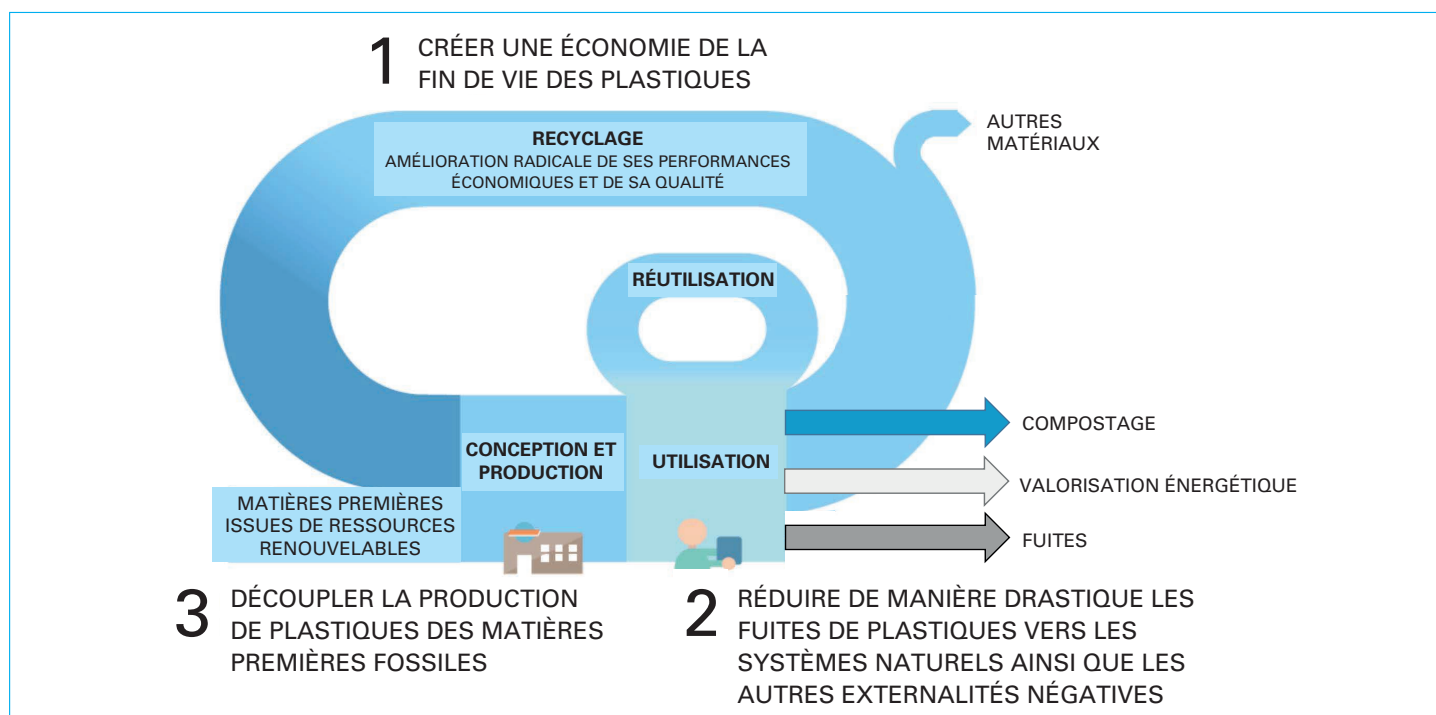 1 CRÉER UNE ÉCONOMIE DE LA
FIN DE VIE DES PLASTIQUES
RECYCLAGE
AMÉLIORATION RADICALE DE SES PERFORMANCES
ÉCONOMIQUES ET DE SA QUALITÉ
AUTRES
MATÉRIAUX
RÉUTILISATION
CONCEPTION ET
PRODUCTION
UTILISATION
COMPOSTAGE
VALORISATION ÉNERGÉTIQUE
FUITES
MATIÈRES PREMIÈRES
ISSUES DE RESSOURCES
RENOUVELABLES
3 DÉCOUPLER LA PRODUCTION
DE PLASTIQUES DES MATIÈRES
PREMIÈRES FOSSILES
2 RÉDUIRE DE MANIÈRE DRASTIQUE LES
FUITES DE PLASTIQUES VERS LES
SYSTÈMES NATURELS AINSI QUE LES
AUTRES EXTERNALITÉS NÉGATIVES